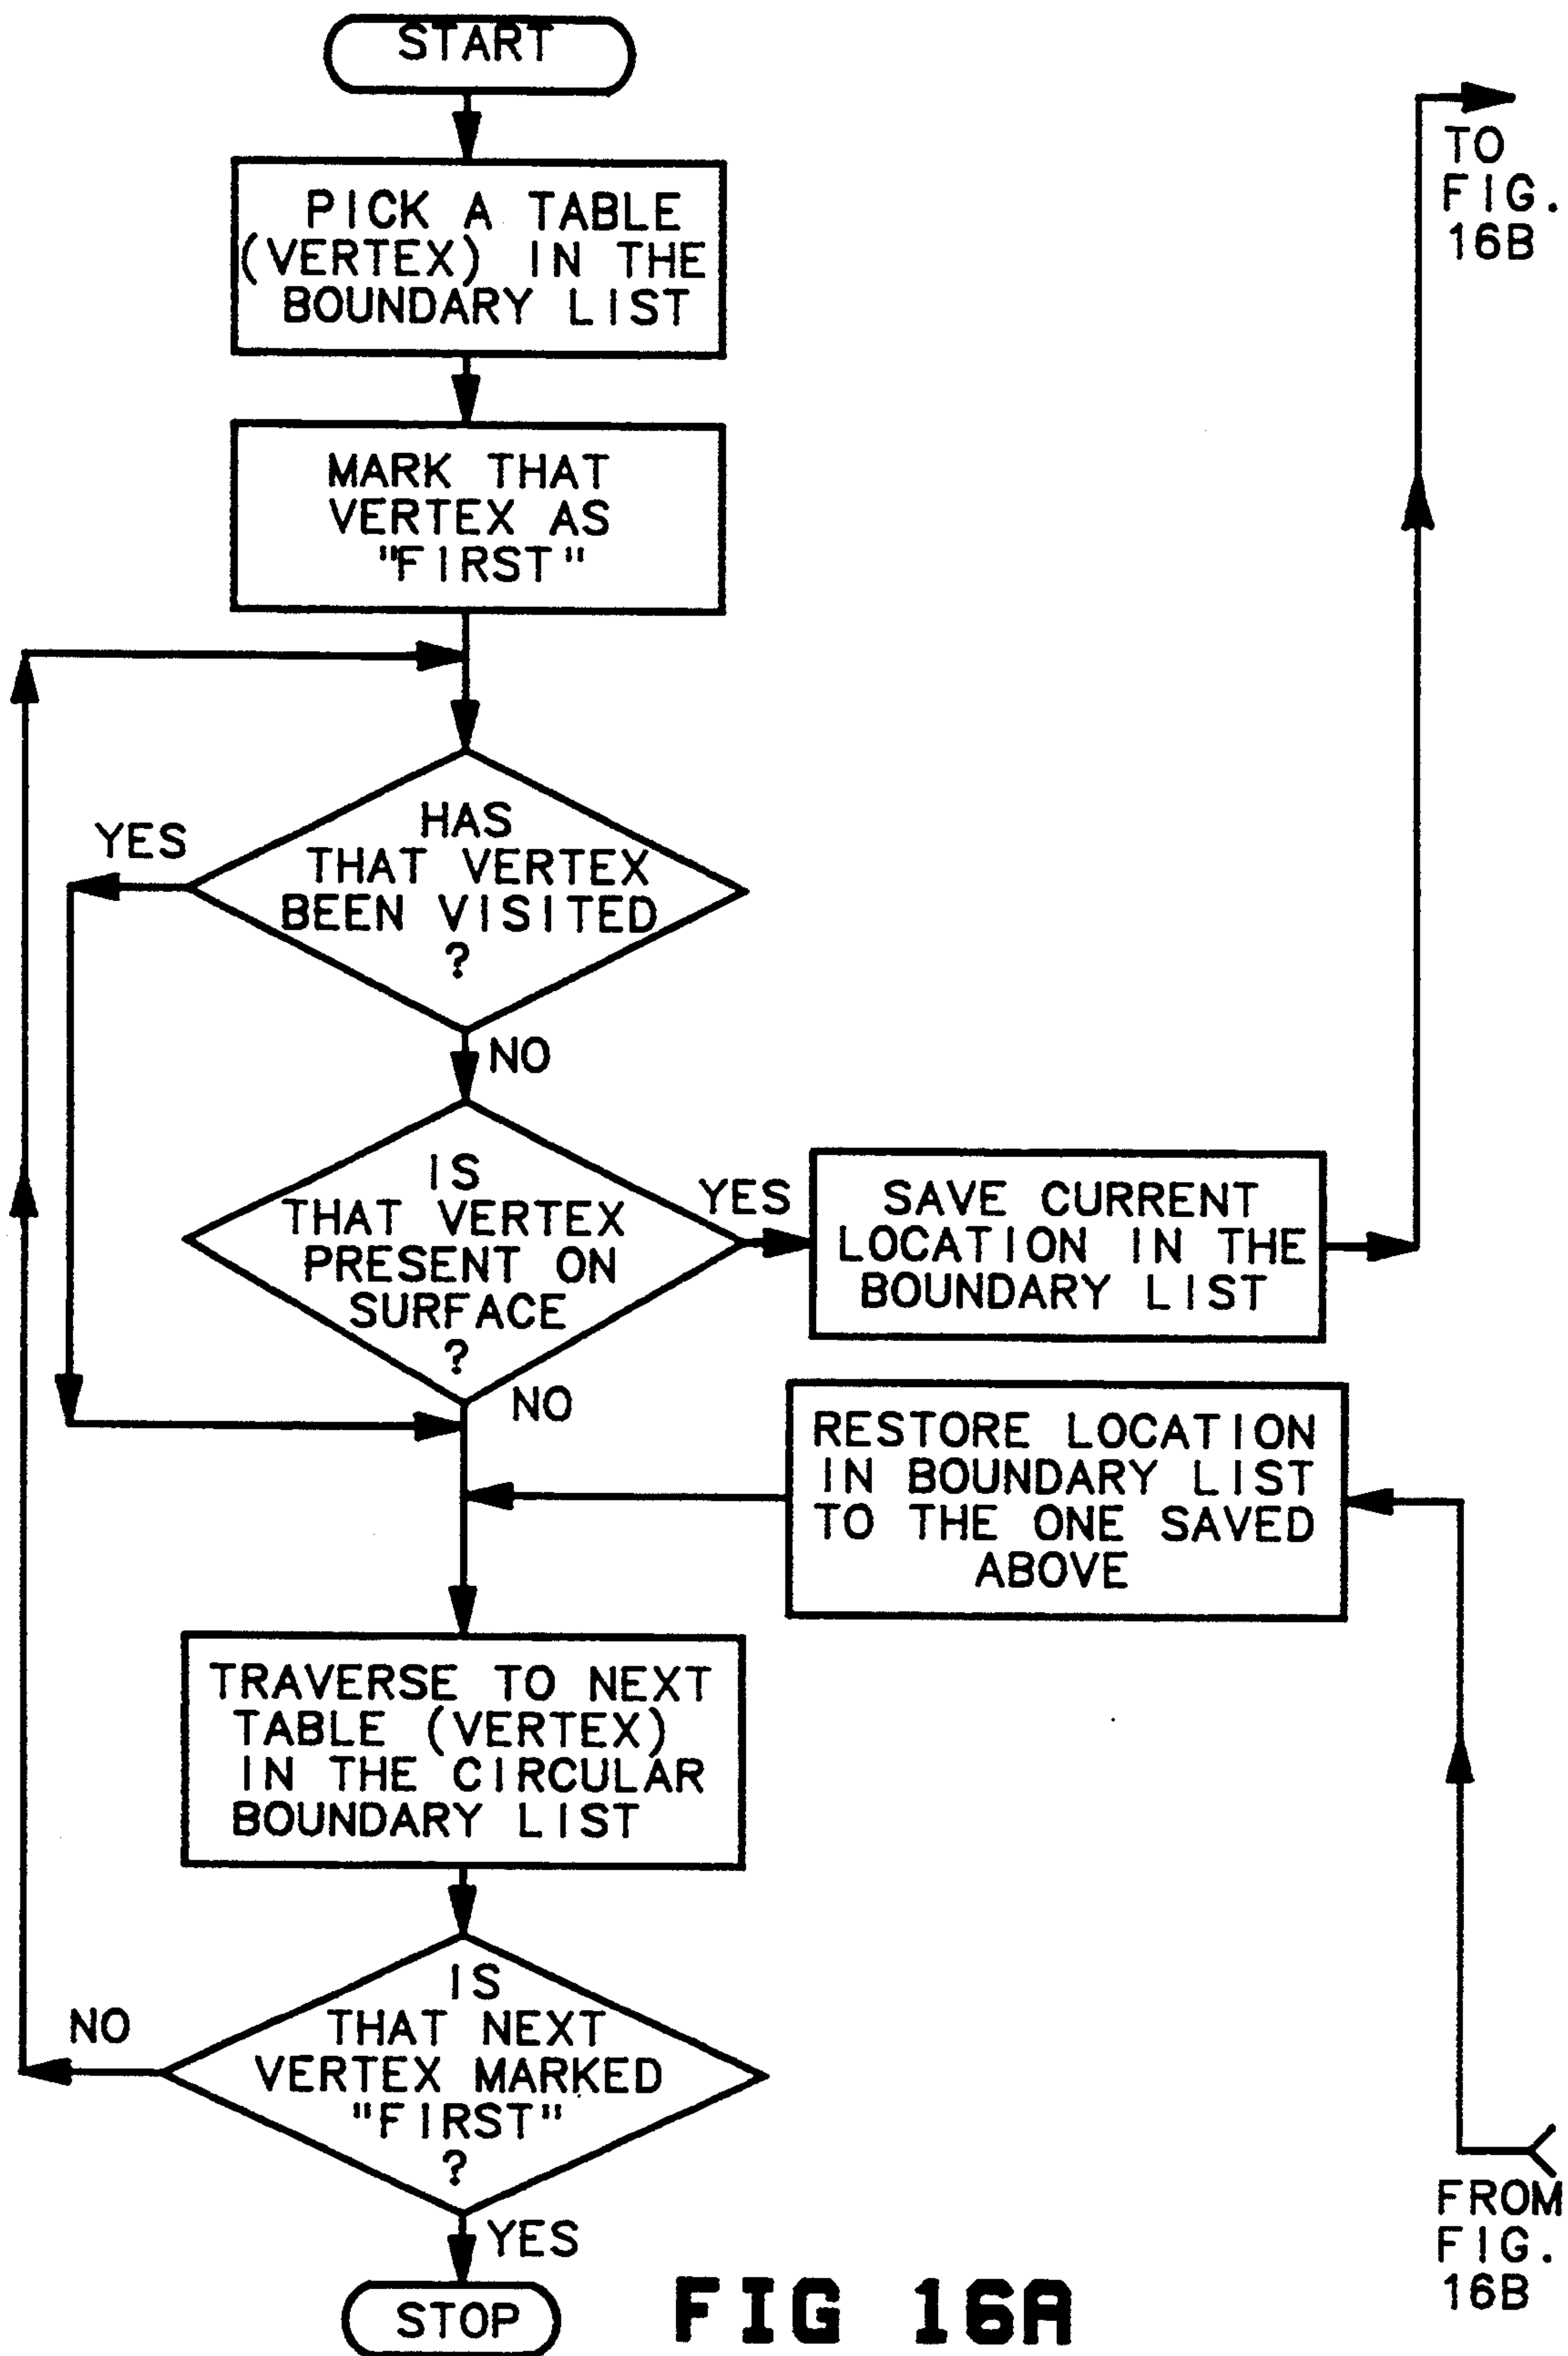 START
PICK A TABLE
(VERTEX) IN THE
BOUNDARY LIST
MARK THAT
VERTEX AS
"FIRST"
HAS
THAT VERTEX
BEEN VISITED
?
YES
NO
IS
THAT VERTEX
PRESENT ON
SURFACE
?
YES
NO
SAVE CURRENT
LOCATION IN THE
BOUNDARY LIST
TO
FIG.
16B
RESTORE LOCATION
IN BOUNDARY LIST
TO THE ONE SAVED
ABOVE
TRAVERSE TO NEXT
TABLE (VERTEX)
IN THE CIRCULAR
BOUNDARY LIST
IS
THAT NEXT
VERTEX MARKED
"FIRST"
?
NO
YES
STOP
FROM
FIG.
16B
FIG 16A